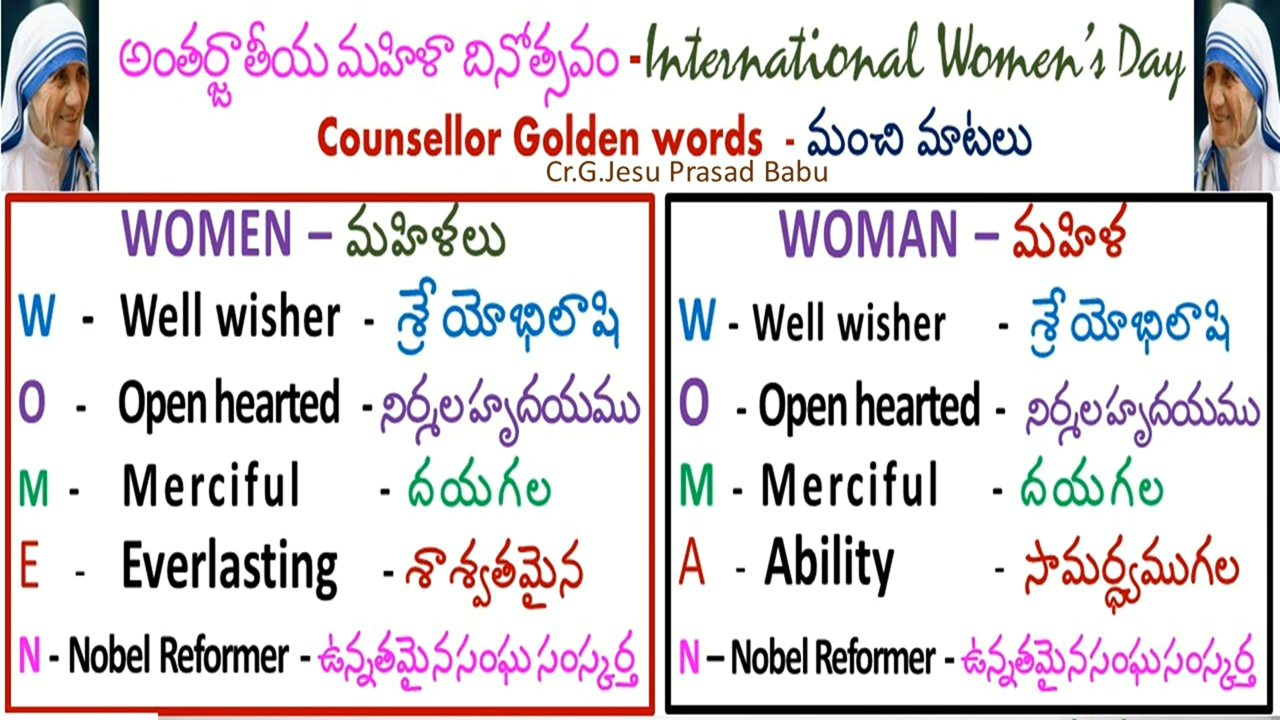 అంతర్జాతీయ మహిళా దినోత్సవం -International Women's Day
Counsellor Golden words - మంచి మాటలు
Cr.G.Jesu Prasad Babu
WOMEN – మహిళలు
W - Well wisher - శ్రేయోభిలాషి
O - Open hearted - నిర్మలహృదయము
M - Merciful - దయగల
E - Everlasting - శాశ్వతమైన
N - Nobel Reformer - ఉన్నతమైనసంఘసంస్కర్త
WOMAN – మహిళ
W - Well wisher - శ్రేయోభిలాషి
O - Open hearted - నిర్మలహృదయము
M - Merciful - దయగల
A - Ability - సామర్ధ్యముగల
N – Nobel Reformer - ఉన్నతమైనసంఘసంస్కర్త